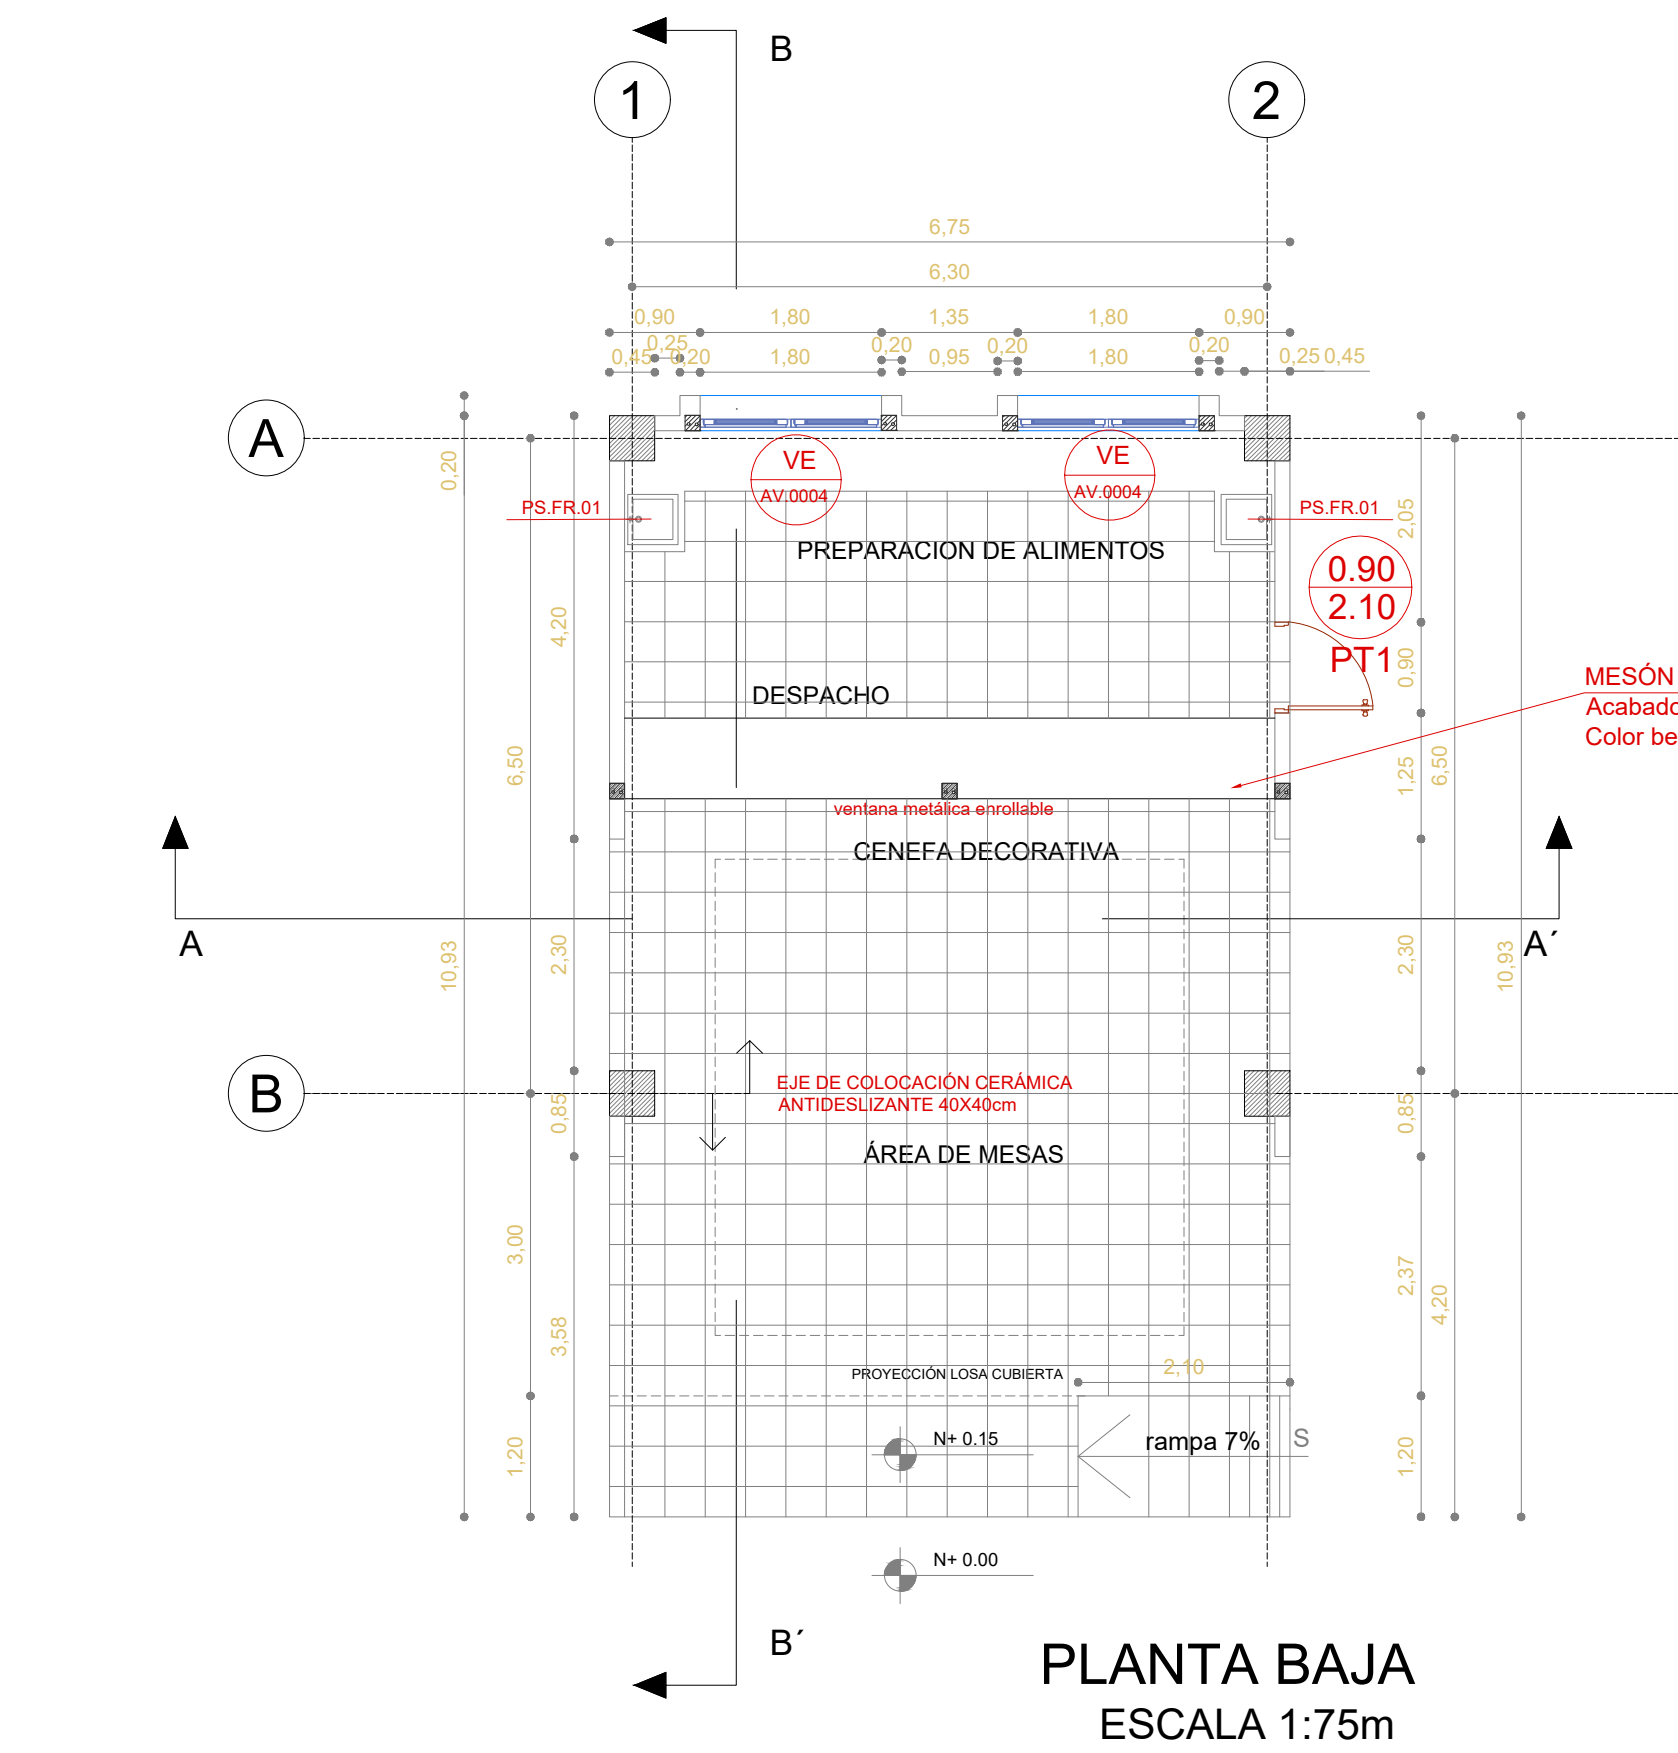 B
1
2
6,75
6,30
0,90
1,80
1,35
1,80
0,90
0,45
0,25
0,20
1,80
0,20
0,95
0,20
1,80
0,20
0,25
0,45
A
0,20
VE
AV.0004
VE
AV.0004
PS.FR.01
PS.FR.01
2,05
PREPARACION DE ALIMENTOS
0.90
2.10
PT1
0,90
4,20
DESPACHO
MESÓN
Acabado
Color be
6,50
1,25
6,50
ventana metálica enrollable
CENEFA DECORATIVA
A
A´
10,93
2,30
2,30
10,93
B
EJE DE COLOCACIÓN CERÁMICA
ANTIDESLIZANTE 40X40cm
0,85
0,85
ÁREA DE MESAS
3,00
3,58
2,37
4,20
PROYECCIÓN LOSA CUBIERTA
2,10
N+ 0.15
rampa 7%
S
1,20
1,20
N+ 0.00
B´
PLANTA BAJA
ESCALA 1:75m